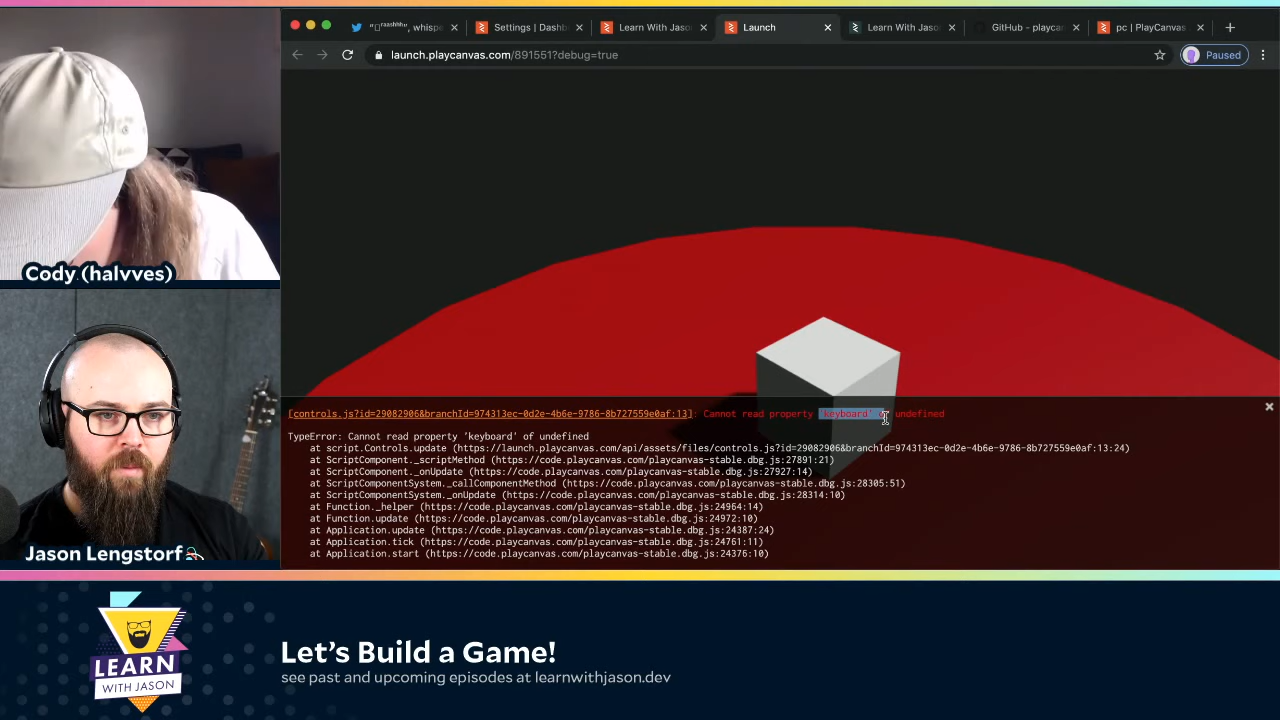 "𝘳𝘢𝘢𝘴𝘩𝘩𝘩", whispe
Settings | Dashb
Learn With Jaso
Launch
Learn With Jaso
GitHub - playca
pc | PlayCanvas
launch.playcanvas.com/891551?debug=true
Paused
Cody (halvves)
[controls.js?id=29082906&branchId=974313ec-0d2e-4b6e-9786-8b727559e0af:13]: Cannot read property 'keyboard' of undefined
TypeError: Cannot read property 'keyboard' of undefined
at script.Controls.update (https://launch.playcanvas.com/api/assets/files/controls.js?id=29082906&branchId=974313ec-0d2e-4b6e-9786-8b727559e0af:13:24)
at ScriptComponent._scriptMethod (https://code.playcanvas.com/playcanvas-stable.dbg.js:27891:21)
at ScriptComponent._onUpdate (https://code.playcanvas.com/playcanvas-stable.dbg.js:27927:14)
at ScriptComponentSystem._callComponentMethod (https://code.playcanvas.com/playcanvas-stable.dbg.js:28305:51)
at ScriptComponentSystem._onUpdate (https://code.playcanvas.com/playcanvas-stable.dbg.js:28314:10)
at Function._helper (https://code.playcanvas.com/playcanvas-stable.dbg.js:24964:14)
at Function.update (https://code.playcanvas.com/playcanvas-stable.dbg.js:24972:10)
at Application.update (https://code.playcanvas.com/playcanvas-stable.dbg.js:24387:24)
at Application.tick (https://code.playcanvas.com/playcanvas-stable.dbg.js:24761:11)
at Application.start (https://code.playcanvas.com/playcanvas-stable.dbg.js:24376:10)
Jason Lengstorf
LEARN
WITH JASON
Let's Build a Game!
see past and upcoming episodes at learnwithjason.dev